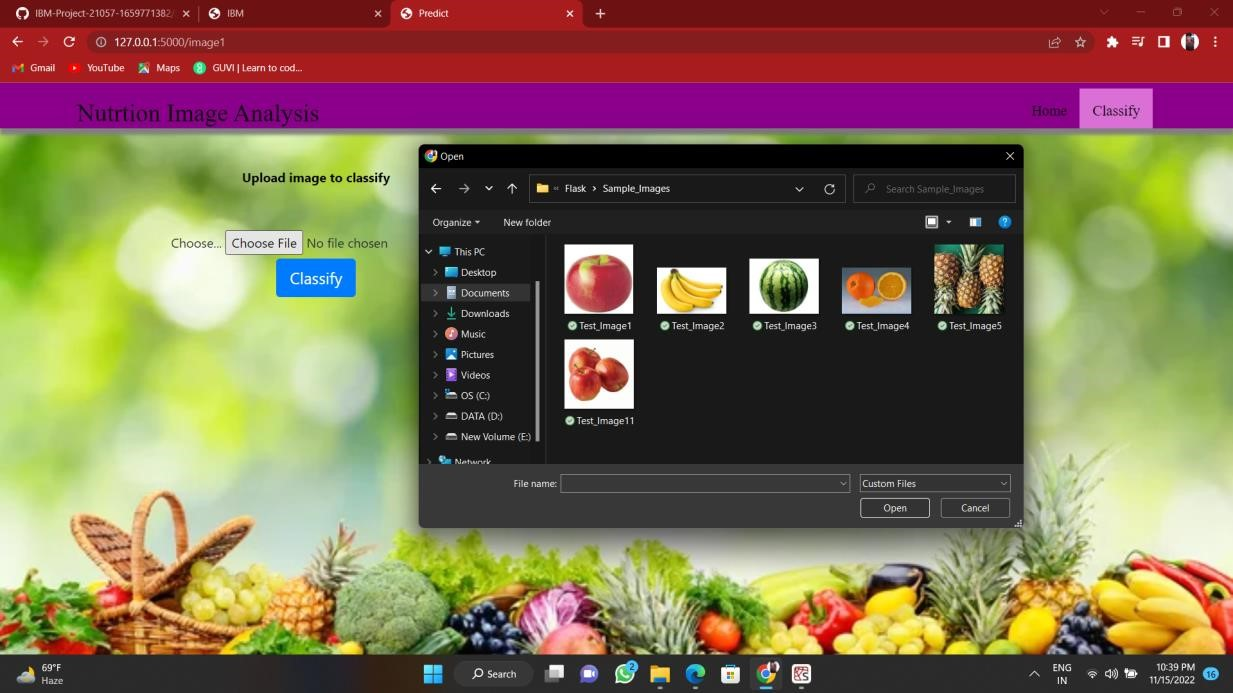 IBM-Project-21057-1659771382/
IBM
Predict
127.0.0.1:5000/image1
Gmail
YouTube
Maps
GUVI | Learn to cod...
Nutrtion Image Analysis
Home
Classify
Upload image to classify
Choose... Choose File No file chosen
Classify
Open
« Flask > Sample_Images
Search Sample_Images
Organize
New folder
This PC
Desktop
Documents
Downloads
Music
Pictures
Videos
OS (C:)
DATA (D:)
New Volume (E:)
Network
Test_Image1
Test_Image2
Test_Image3
Test_Image4
Test_Image5
Test_Image11
File name:
Custom Files
Open
Cancel
69°F
Haze
Search
2
ENG
IN
10:39 PM
11/15/2022
16